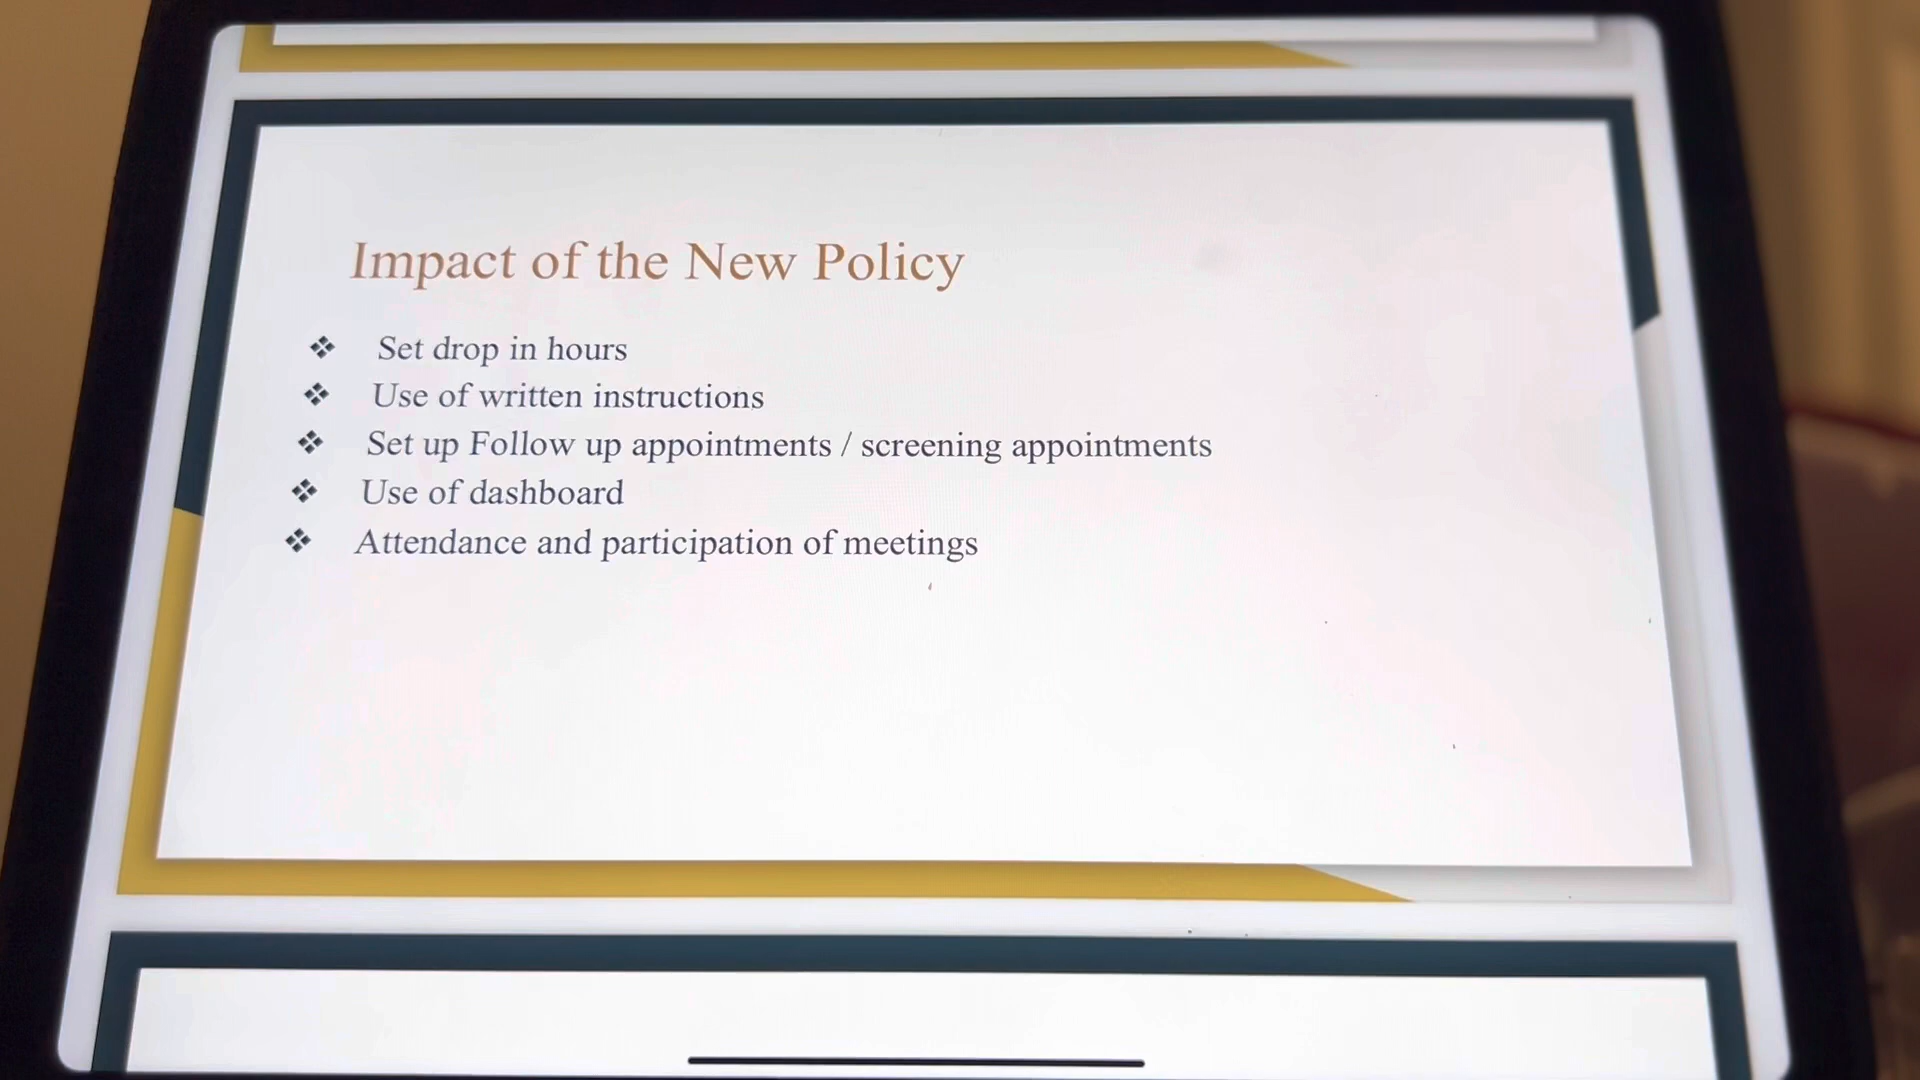 Impact of the New Policy
❖ Set drop in hours
❖ Use of written instructions
❖ Set up Follow up appointments / screening appointments
❖ Use of dashboard
❖ Attendance and participation of meetings